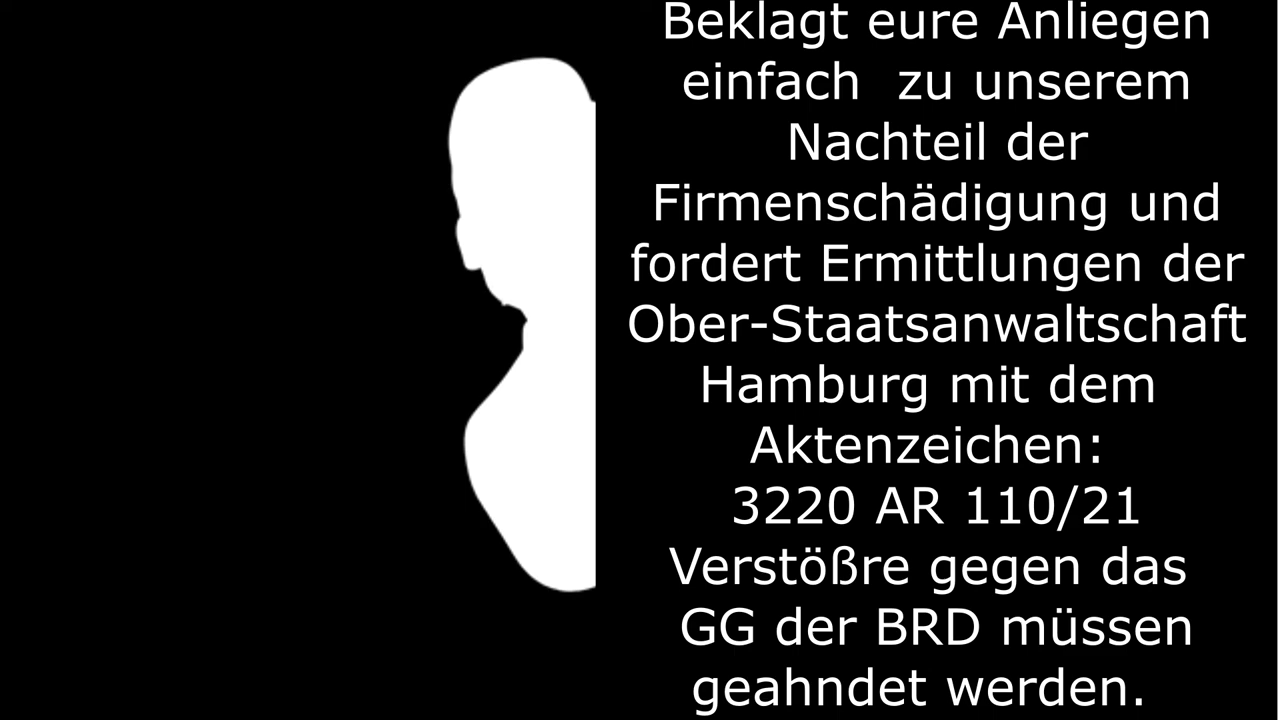 Beklagt eure Anliegen
einfach  zu unserem
Nachteil der
Firmenschädigung und
fordert Ermittlungen der
Ober-Staatsanwaltschaft
Hamburg mit dem
Aktenzeichen:
3220 AR 110/21
Verstößre gegen das
GG der BRD müssen
geahndet werden.